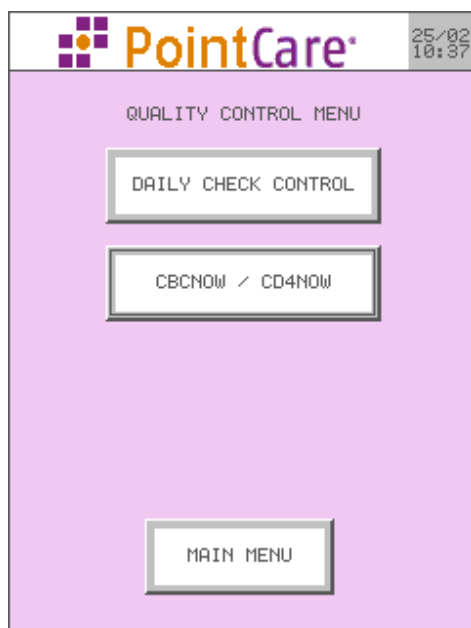 PointCare
25/02
10:37
QUALITY CONTROL MENU
DAILY CHECK CONTROL
CBCNOW / CD4NOW
MAIN MENU